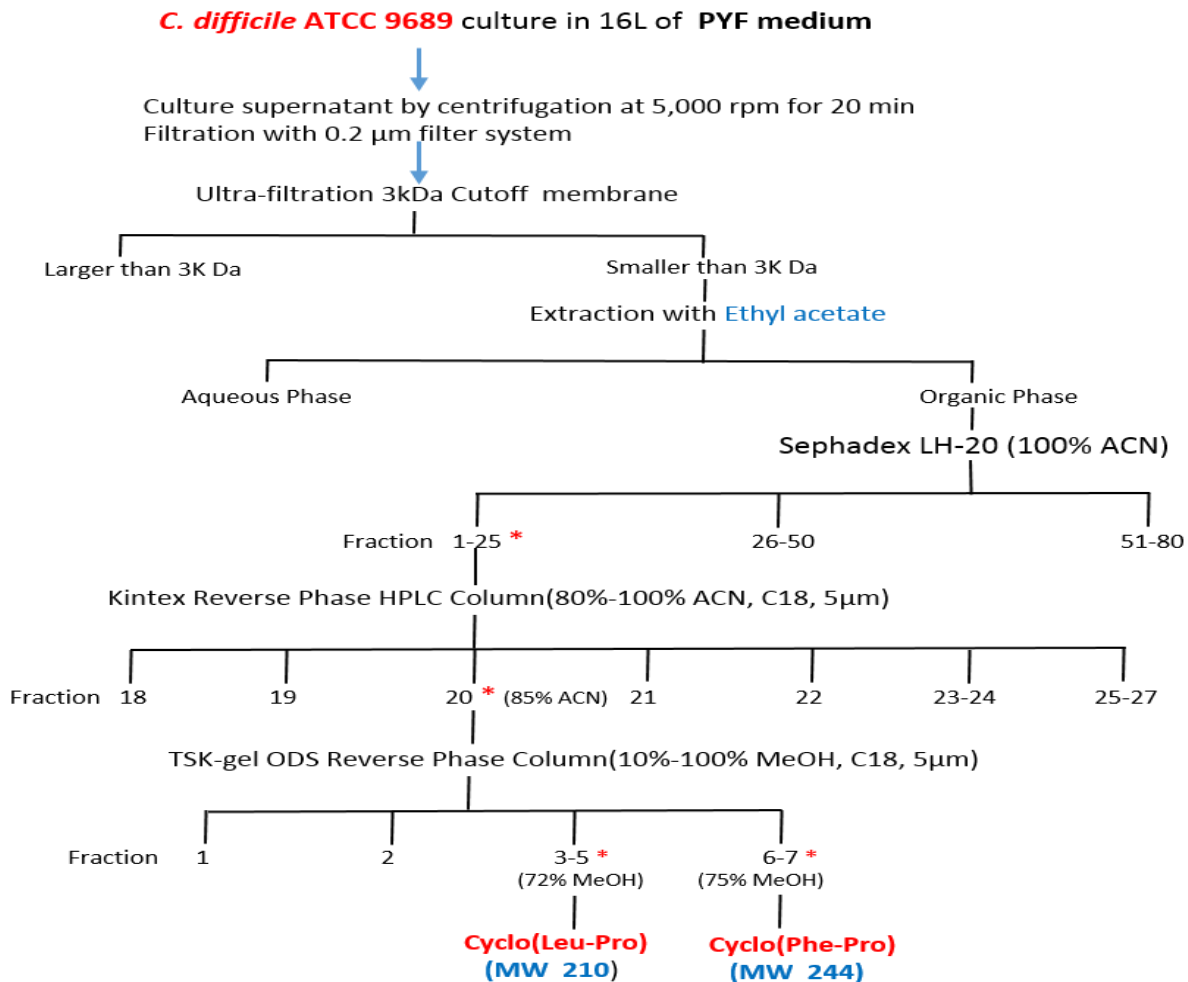 C. difficile ATCC 9689 culture in 16L of PYF medium
Culture supernatant by centrifugation at 5,000 rpm for 20 min
Filtration with 0.2 µm filter system
Ultra-filtration 3kDa Cutoff membrane
Larger than 3K Da
Smaller than 3K Da
Extraction with Ethyl acetate
Aqueous Phase
Organic Phase
Sephadex LH-20 (100% ACN)
Fraction 1-25 * 26-50 51-80
Kintex Reverse Phase HPLC Column(80%-100% ACN, C18, 5µm)
Fraction 18 19 20 * (85% ACN) 21 22 23-24 25-27
TSK-gel ODS Reverse Phase Column(10%-100% MeOH, C18, 5µm)
Fraction 1 2 3-5 * 6-7 *
(72% MeOH) (75% MeOH)
Cyclo(Leu-Pro) Cyclo(Phe-Pro)
(MW 210) (MW 244)